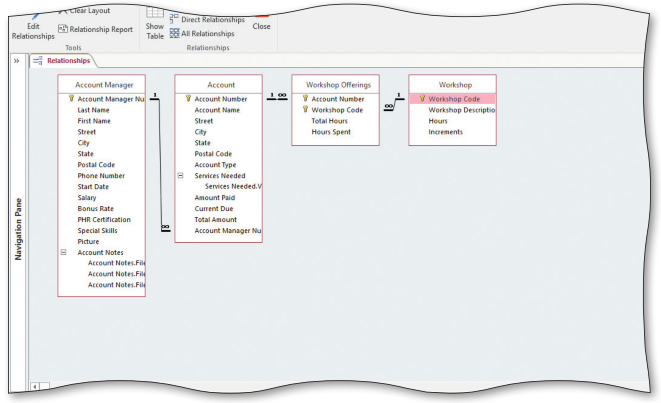 Clear Layout
Edit
Relationships
Relationship Report
Tools
Show
Table
Direct Relationships
All Relationships
Close
Relationships
»
Relationships
Navigation Pane
Account Manager
Account Manager Nu
Last Name
First Name
Street
City
State
Postal Code
Phone Number
Start Date
Salary
Bonus Rate
PHR Certification
Special Skills
Picture
Account Notes
Account Notes.File
Account Notes.File
Account Notes.File
1
∞
Account
Account Number
Account Name
Street
City
State
Postal Code
Account Type
Services Needed
Services Needed.V
Amount Paid
Current Due
Total Amount
Account Manager Nu
1 ∞
Workshop Offerings
Account Number
Workshop Code
Total Hours
Hours Spent
∞ 1
Workshop
Workshop Code
Workshop Descriptio
Hours
Increments